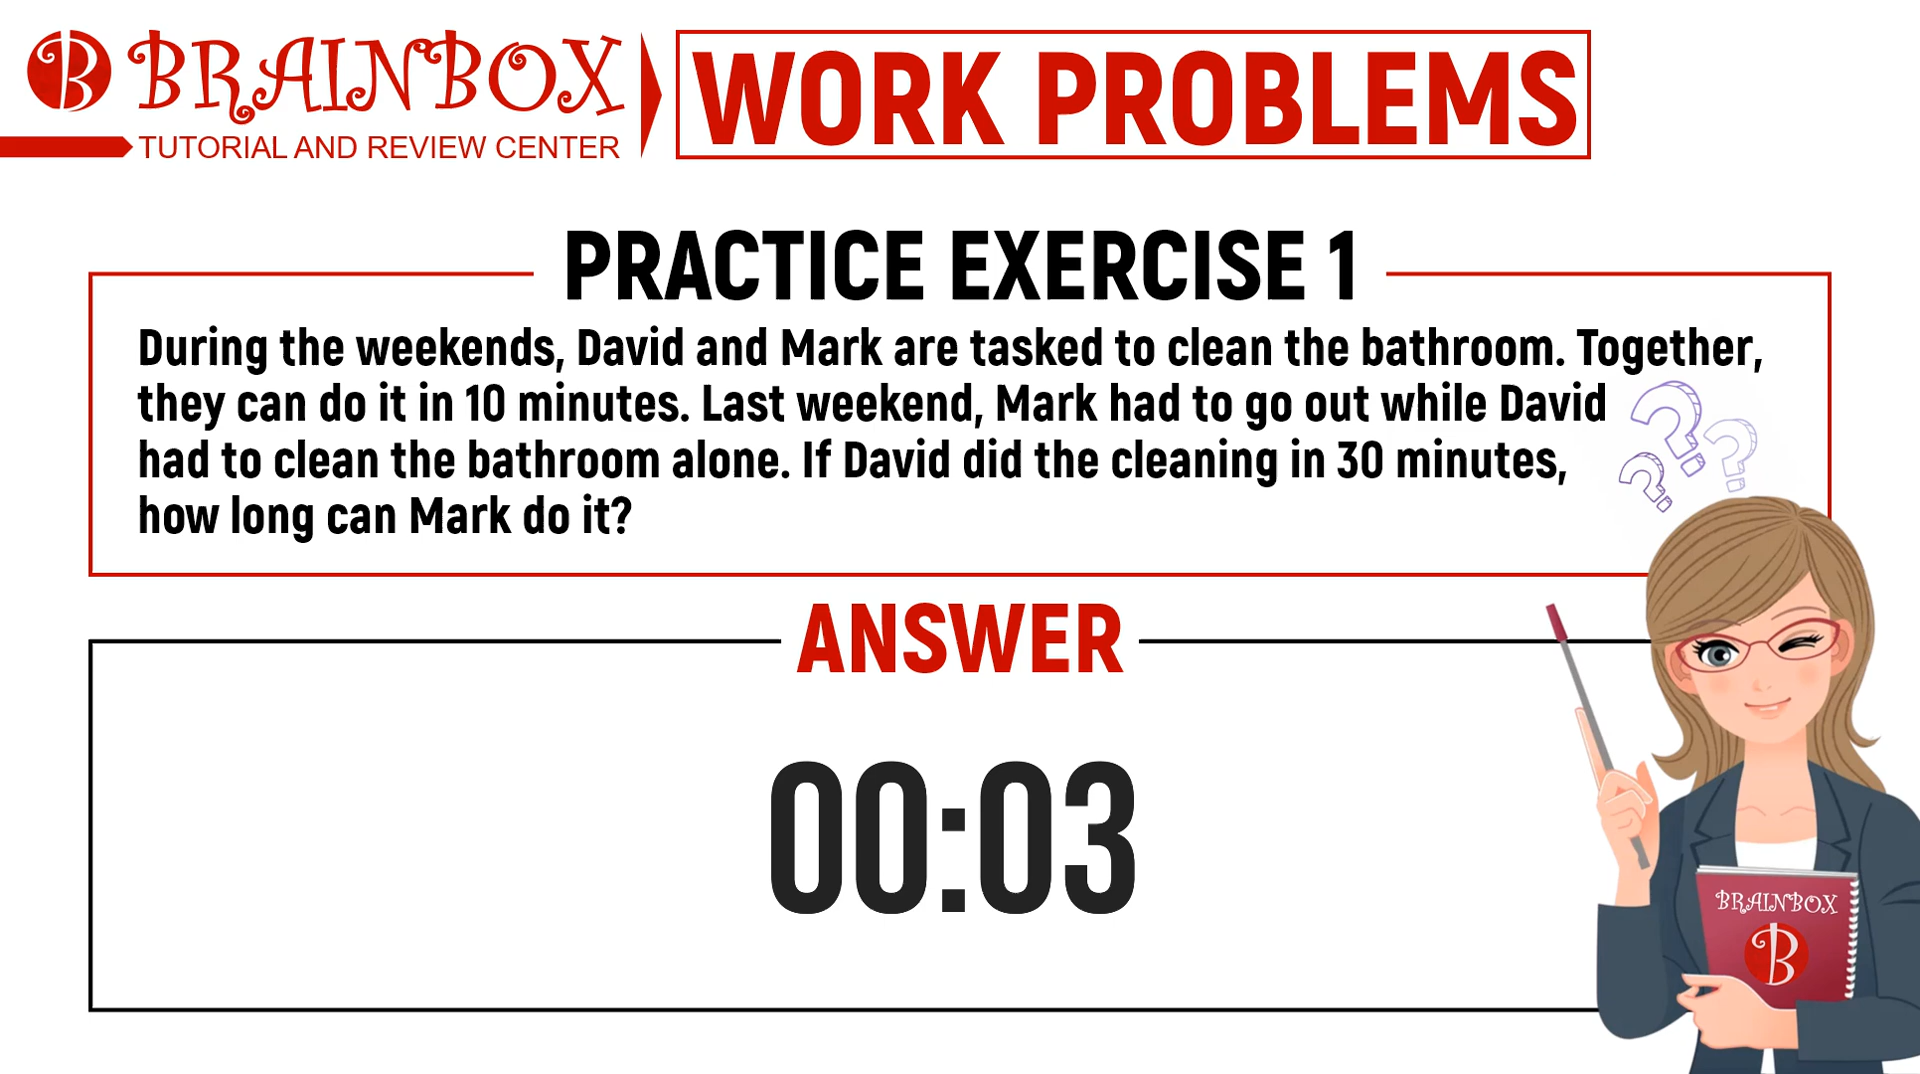 BRAINBOX
TUTORIAL AND REVIEW CENTER
WORK PROBLEMS
PRACTICE EXERCISE 1
During the weekends, David and Mark are tasked to clean the bathroom. Together,
they can do it in 10 minutes. Last weekend, Mark had to go out while David
had to clean the bathroom alone. If David did the cleaning in 30 minutes,
how long can Mark do it?
ANSWER
00:03
BRAINBOX
B